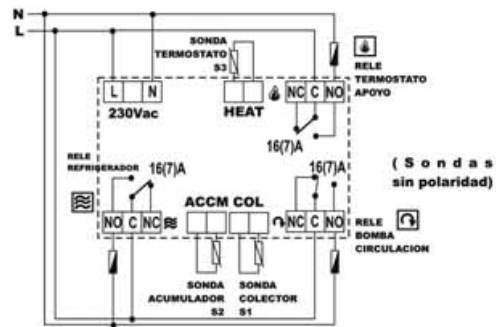 N
L
SONDA
TERMOSTATO
S3
RELE
TERMOSTATO
APOYO
L N
230Vac
HEAT
NC C NO
16(7)A
RELE
REFRIGERADOR
16(7)A
16(7)A
( S o n d a s
sin polaridad)
ACCM COL
NO C NC
NC C NO
RELE
BOMBA
CIRCULACION
SONDA
ACUMULADOR
S2
SONDA
COLECTOR
S1